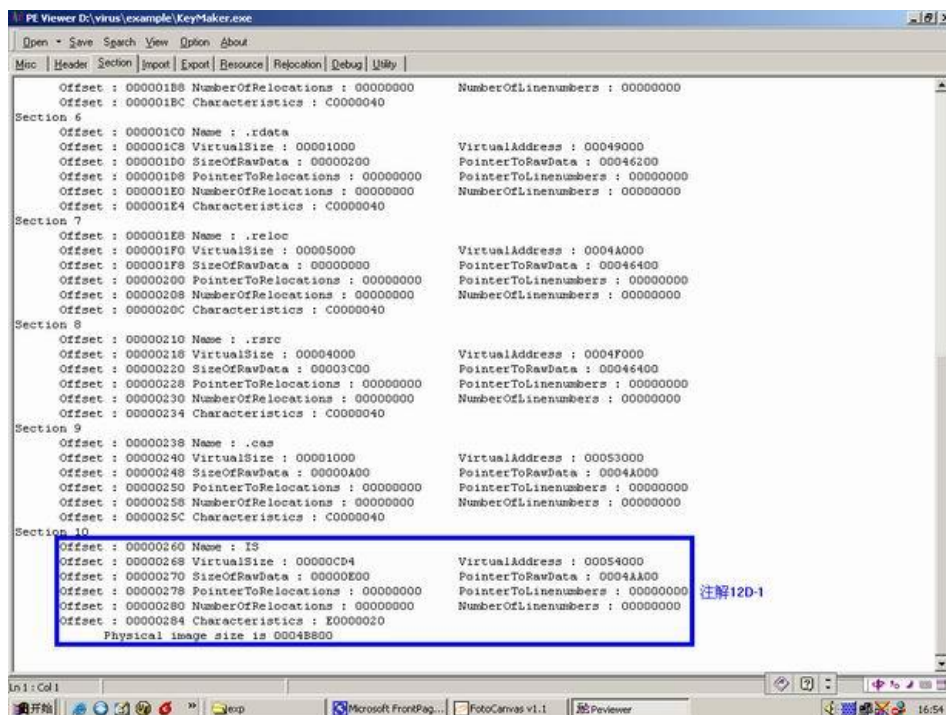 PE Viewer D:\virus\example\KeyMaker.exe
Open Save Search View Option About
Misc Header Section Import Export Resource Relocation Debug Utility
Offset : 000001B8 NumberOfRelocations : 00000000 NumberOfLinenumbers : 00000000
Offset : 000001BC Characteristics : C0000040
Section 6
Offset : 000001C0 Name : .rdata
Offset : 000001C8 VirtualSize : 00001000 VirtualAddress : 00049000
Offset : 000001D0 SizeOfRawData : 00000200 PointerToRawData : 00046200
Offset : 000001D8 PointerToRelocations : 00000000 PointerToLinenumbers : 00000000
Offset : 000001E0 NumberOfRelocations : 00000000 NumberOfLinenumbers : 00000000
Offset : 000001E4 Characteristics : C0000040
Section 7
Offset : 000001E8 Name : .reloc
Offset : 000001F0 VirtualSize : 00005000 VirtualAddress : 0004A000
Offset : 000001F8 SizeOfRawData : 00000000 PointerToRawData : 00046400
Offset : 00000200 PointerToRelocations : 00000000 PointerToLinenumbers : 00000000
Offset : 00000208 NumberOfRelocations : 00000000 NumberOfLinenumbers : 00000000
Offset : 0000020C Characteristics : C0000040
Section 8
Offset : 00000210 Name : .rsrc
Offset : 00000218 VirtualSize : 00004000 VirtualAddress : 0004F000
Offset : 00000220 SizeOfRawData : 00003C00 PointerToRawData : 00046400
Offset : 00000228 PointerToRelocations : 00000000 PointerToLinenumbers : 00000000
Offset : 00000230 NumberOfRelocations : 00000000 NumberOfLinenumbers : 00000000
Offset : 00000234 Characteristics : C0000040
Section 9
Offset : 00000238 Name : .cas
Offset : 00000240 VirtualSize : 00001000 VirtualAddress : 00053000
Offset : 00000248 SizeOfRawData : 00000A00 PointerToRawData : 0004A000
Offset : 00000250 PointerToRelocations : 00000000 PointerToLinenumbers : 00000000
Offset : 00000258 NumberOfRelocations : 00000000 NumberOfLinenumbers : 00000000
Offset : 0000025C Characteristics : C0000040
Section 10
Offset : 00000260 Name : IS
Offset : 00000268 VirtualSize : 00000CD4 VirtualAddress : 00054000
Offset : 00000270 SizeOfRawData : 00000E00 PointerToRawData : 0004AA00
Offset : 00000278 PointerToRelocations : 00000000 PointerToLinenumbers : 00000000
注解12D-1
Offset : 00000280 NumberOfRelocations : 00000000 NumberOfLinenumbers : 00000000
Offset : 00000284 Characteristics : E0000020
Physical image size is 0004B800
Ln 1 : Col 1
开始 exp Microsoft FrontPag... FotoCanvas v1.1 Peviewer 中 16:54